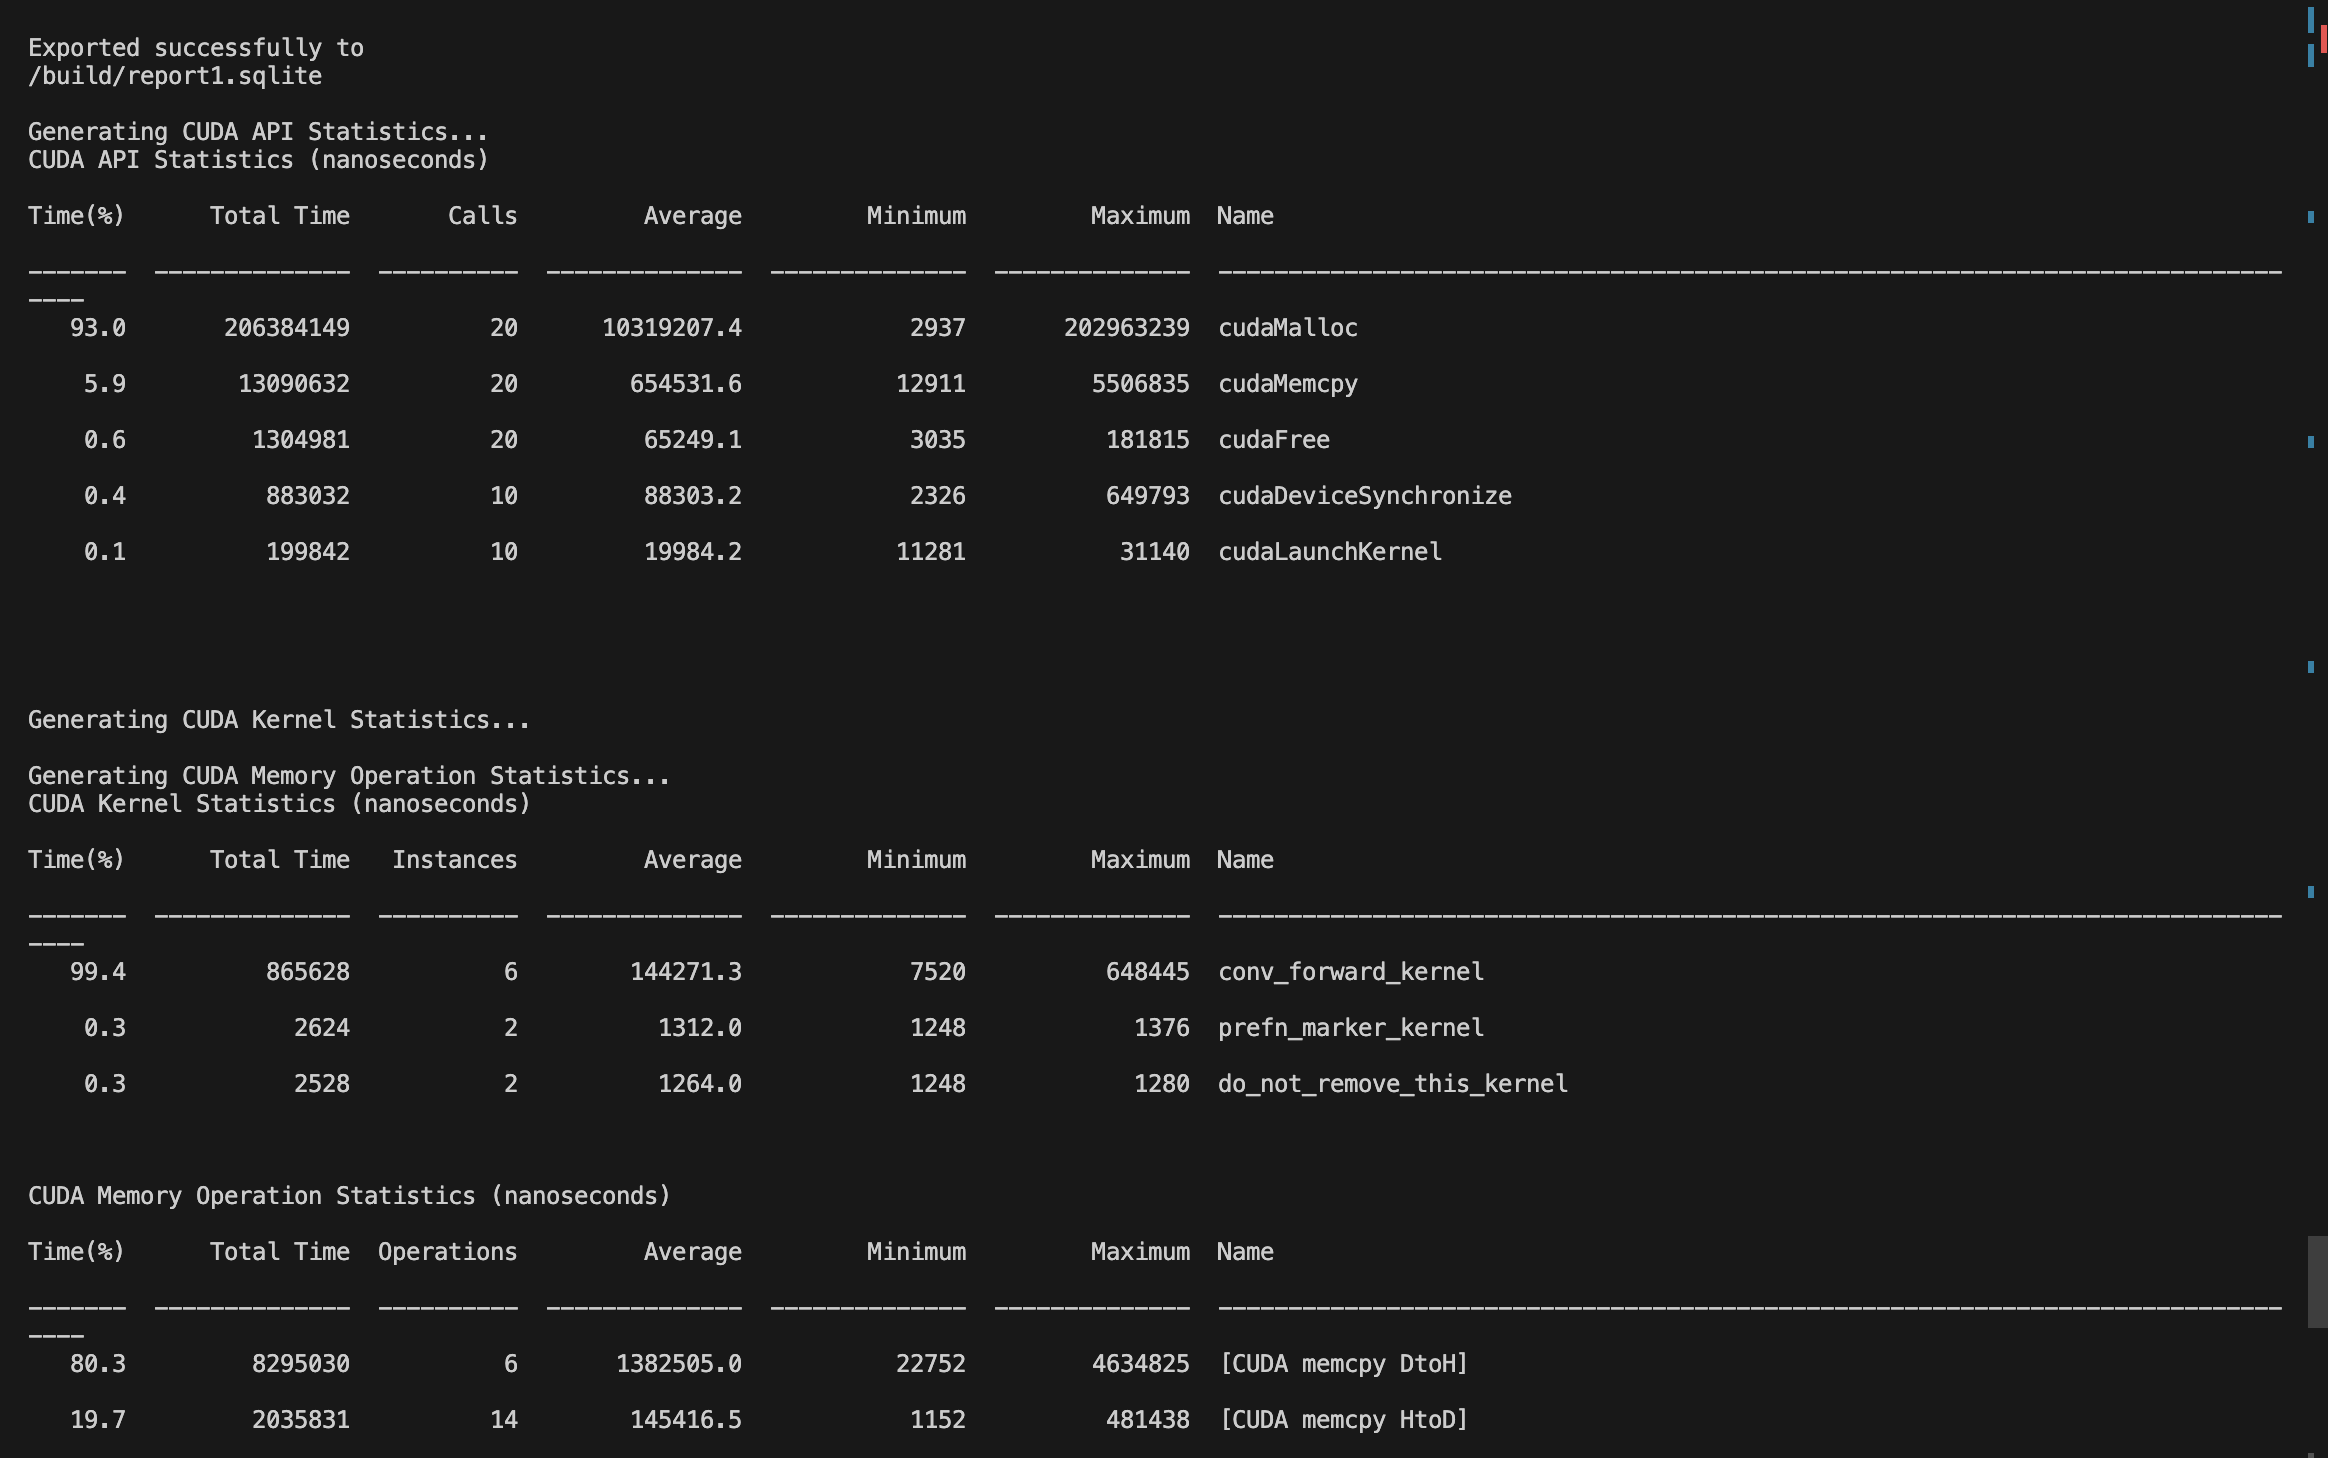 Exported successfully to
/build/report1.sqlite
Generating CUDA API Statistics...
CUDA API Statistics (nanoseconds)
Time(%)      Total Time       Calls         Average         Minimum         Maximum  Name
-------  --------------  ----------  --------------  --------------  --------------  ----------------------------------------------------------------------------
----
   93.0       206384149          20      10319207.4            2937       202963239  cudaMalloc
    5.9        13090632          20        654531.6           12911         5506835  cudaMemcpy
    0.6         1304981          20         65249.1            3035          181815  cudaFree
    0.4          883032          10         88303.2            2326          649793  cudaDeviceSynchronize
    0.1          199842          10         19984.2           11281           31140  cudaLaunchKernel
Generating CUDA Kernel Statistics...
Generating CUDA Memory Operation Statistics...
CUDA Kernel Statistics (nanoseconds)
Time(%)      Total Time   Instances         Average         Minimum         Maximum  Name
-------  --------------  ----------  --------------  --------------  --------------  ----------------------------------------------------------------------------
----
   99.4          865628           6        144271.3            7520          648445  conv_forward_kernel
    0.3            2624           2          1312.0            1248            1376  prefn_marker_kernel
    0.3            2528           2          1264.0            1248            1280  do_not_remove_this_kernel
CUDA Memory Operation Statistics (nanoseconds)
Time(%)      Total Time  Operations         Average         Minimum         Maximum  Name
-------  --------------  ----------  --------------  --------------  --------------  ----------------------------------------------------------------------------
----
   80.3         8295030           6       1382505.0           22752         4634825  [CUDA memcpy DtoH]
   19.7         2035831          14        145416.5            1152          481438  [CUDA memcpy HtoD]